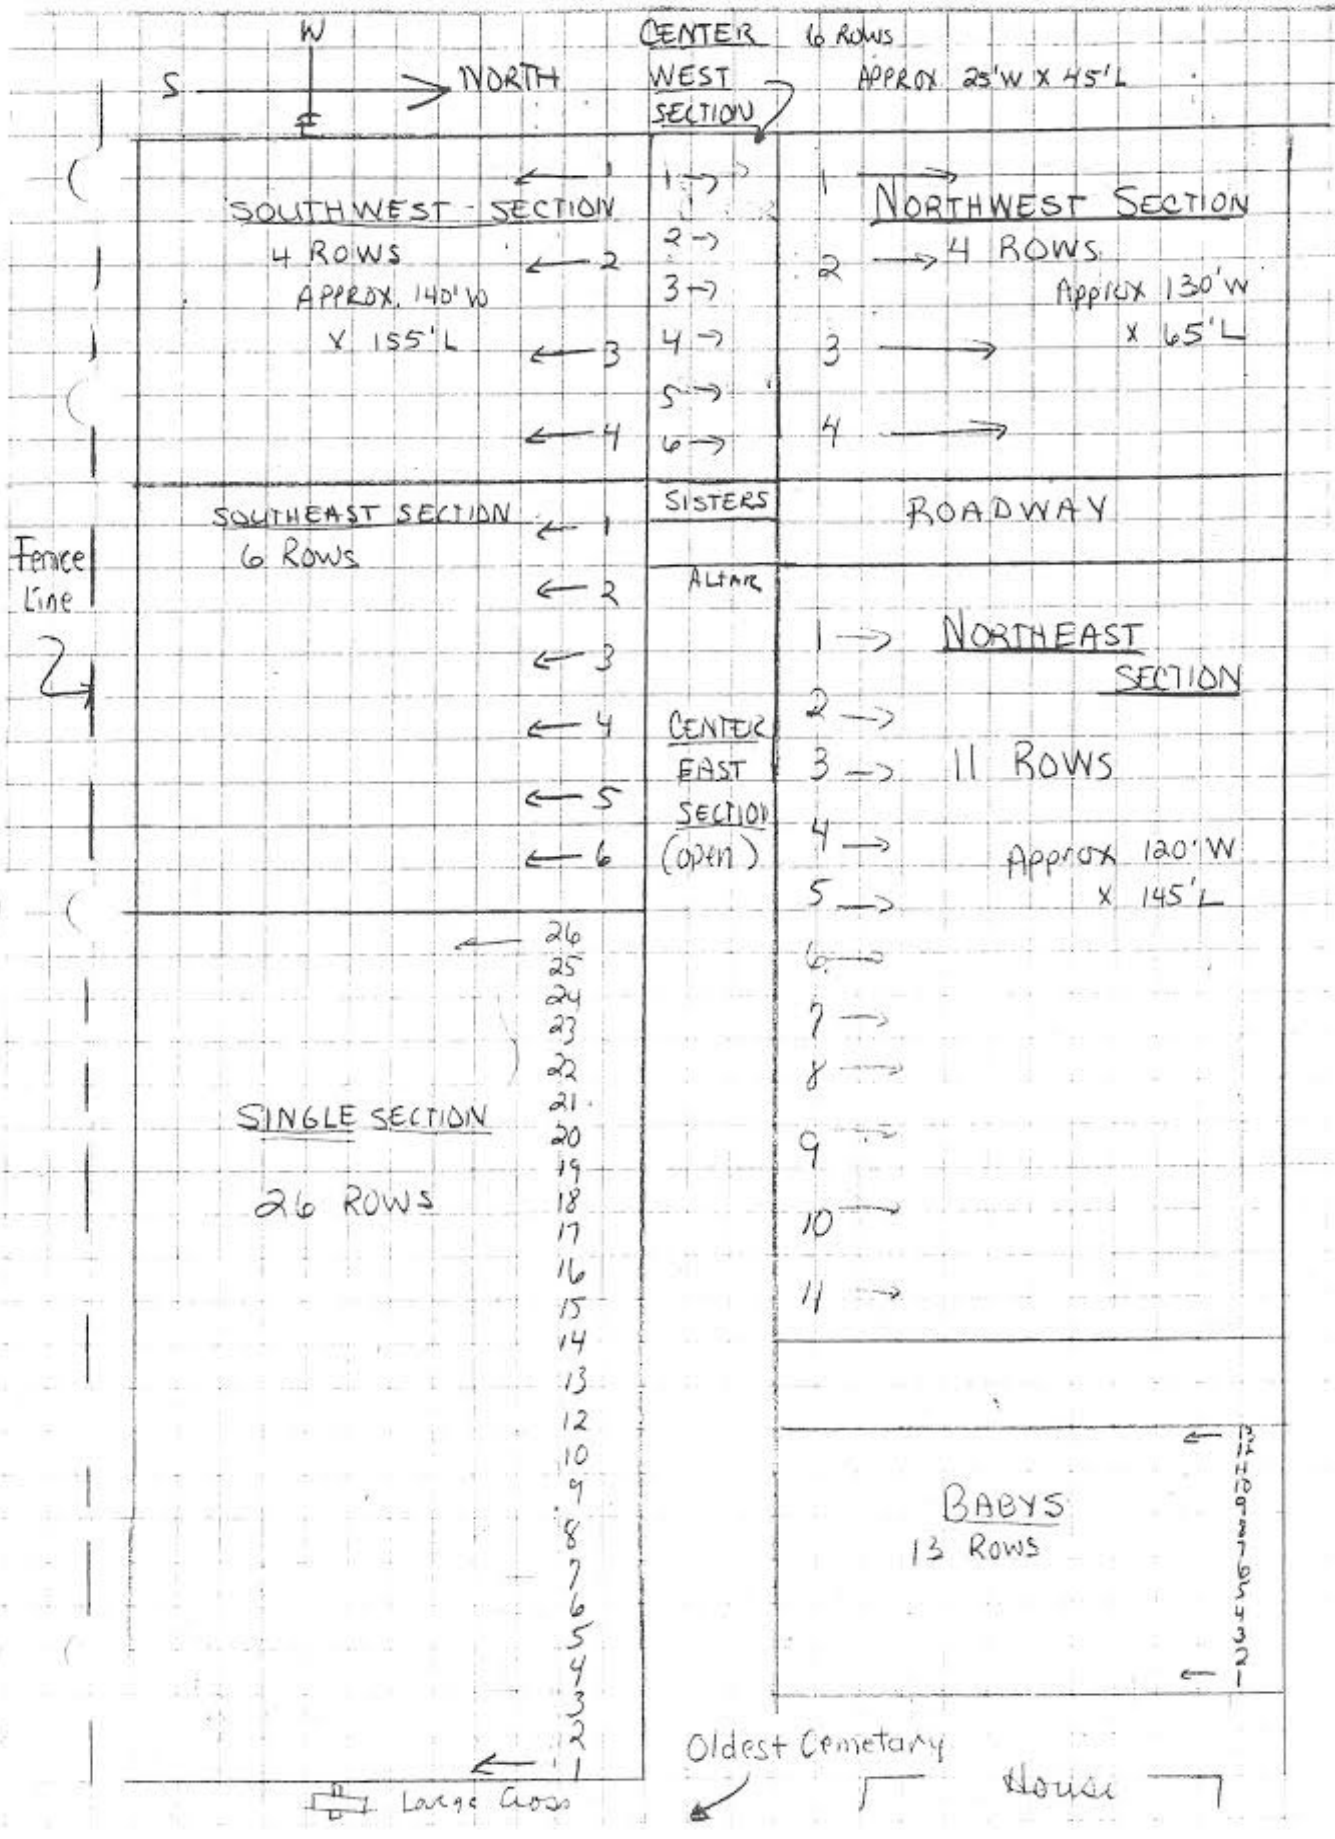 W
S
NORTH
E
CENTER
WEST
SECTION
6 ROWS
APPROX. 25'W X 45'L
SOUTHWEST SECTION
4 ROWS
APPROX. 140'W
X 155'L
1
2
3
4
1
2
3
4
5
6
1
2
3
4
NORTHWEST SECTION
4 ROWS
Approx 130'W
X 65'L
SOUTHEAST SECTION
6 ROWS
1
2
3
4
5
6
SISTERS
ALTAR
ROADWAY
Fence
Line
CENTER
EAST
SECTION
(open)
1
2
3
4
5
6
7
8
9
10
11
NORTHEAST
SECTION
11 ROWS
Approx 120'W
X 145'L
26
25
24
23
22
21
20
19
18
17
16
15
14
13
12
10
9
8
7
6
5
4
3
2
1
SINGLE SECTION
26 ROWS
BABYS
13 ROWS
13
12
11
10
9
8
7
6
5
4
3
2
1
Oldest Cemetary
House
Large Cross